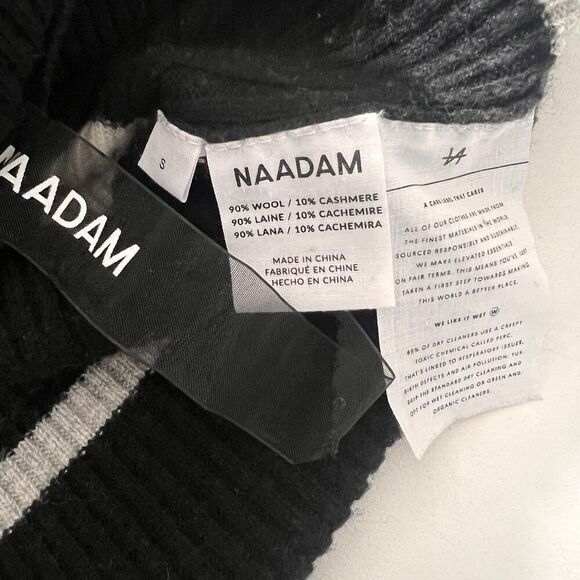 NAADAM
S
NAADAM
90% WOOL / 10% CASHMERE
90% LAINE / 10% CACHEMIRE
90% LANA / 10% CACHEMIRA
MADE IN CHINA
FABRIQUÉ EN CHINE
HECHO EN CHINA
A CARE LABEL THAT CARES
ALL OF OUR CLOTHES ARE MADE FROM
THE FINEST MATERIALS IN THE WORLD,
SOURCED RESPONSIBLY AND SUSTAINABLY.
WE MAKE ELEVATED ESSENTIALS
ON FAIR TERMS. THIS MEANS YOU'VE JUST
TAKEN A FIRST STEP TOWARDS MAKING
THIS WORLD A BETTER PLACE.
WE LIKE IT WET W
85% OF DRY CLEANERS USE A CREEPY
TOXIC CHEMICAL CALLED PERC.
THAT'S LINKED TO RESPIRATORY ISSUES,
BIRTH DEFECTS AND AIR POLLUTION.
SKIP THE STANDARD DRY CLEANING AND
OPT FOR WET CLEANING OR GREEN AND
ORGANIC CLEANERS.